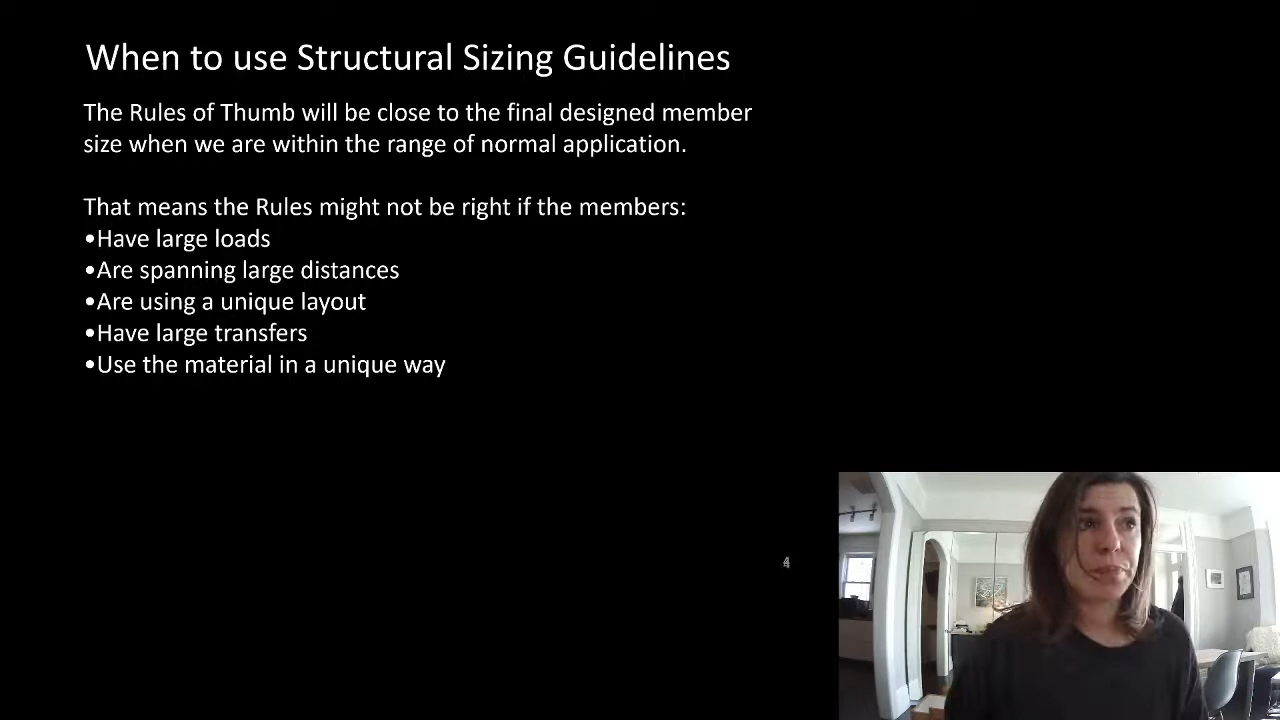 When to use Structural Sizing Guidelines
The Rules of Thumb will be close to the final designed member
size when we are within the range of normal application.
That means the Rules might not be right if the members:
•Have large loads
•Are spanning large distances
•Are using a unique layout
•Have large transfers
•Use the material in a unique way
4